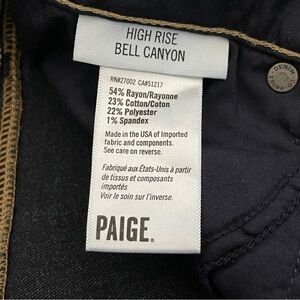 HIGH RISE
BELL CANYON
RN#27002 CA#51217
54% Rayon/Rayonne
23% Cotton/Coton
22% Polyester
1% Spandex
Made in the USA of Imported
fabric and components.
See care on reverse.
Fabriqué aux États-Unis à partir
de tissus et composants
importés
Voir le soin sur l'inverse.
PAIGE.